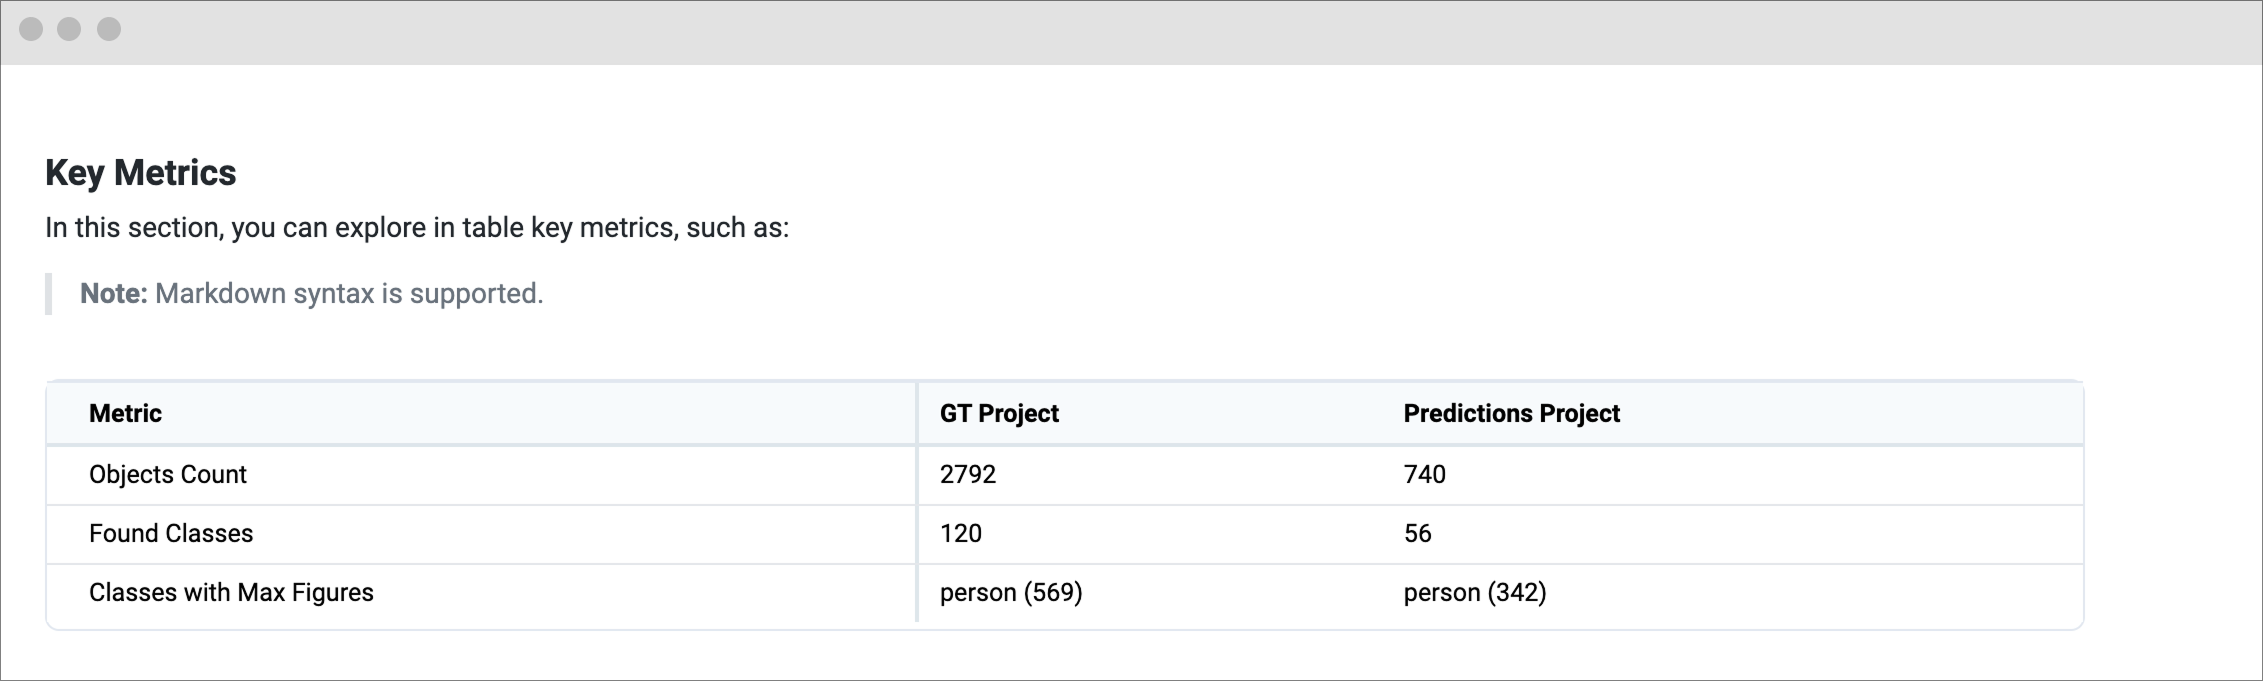 Key Metrics
In this section, you can explore in table key metrics, such as:
Note: Markdown syntax is supported.
Metric GT Project Predictions Project
Objects Count 2792 740
Found Classes 120 56
Classes with Max Figures person (569) person (342)